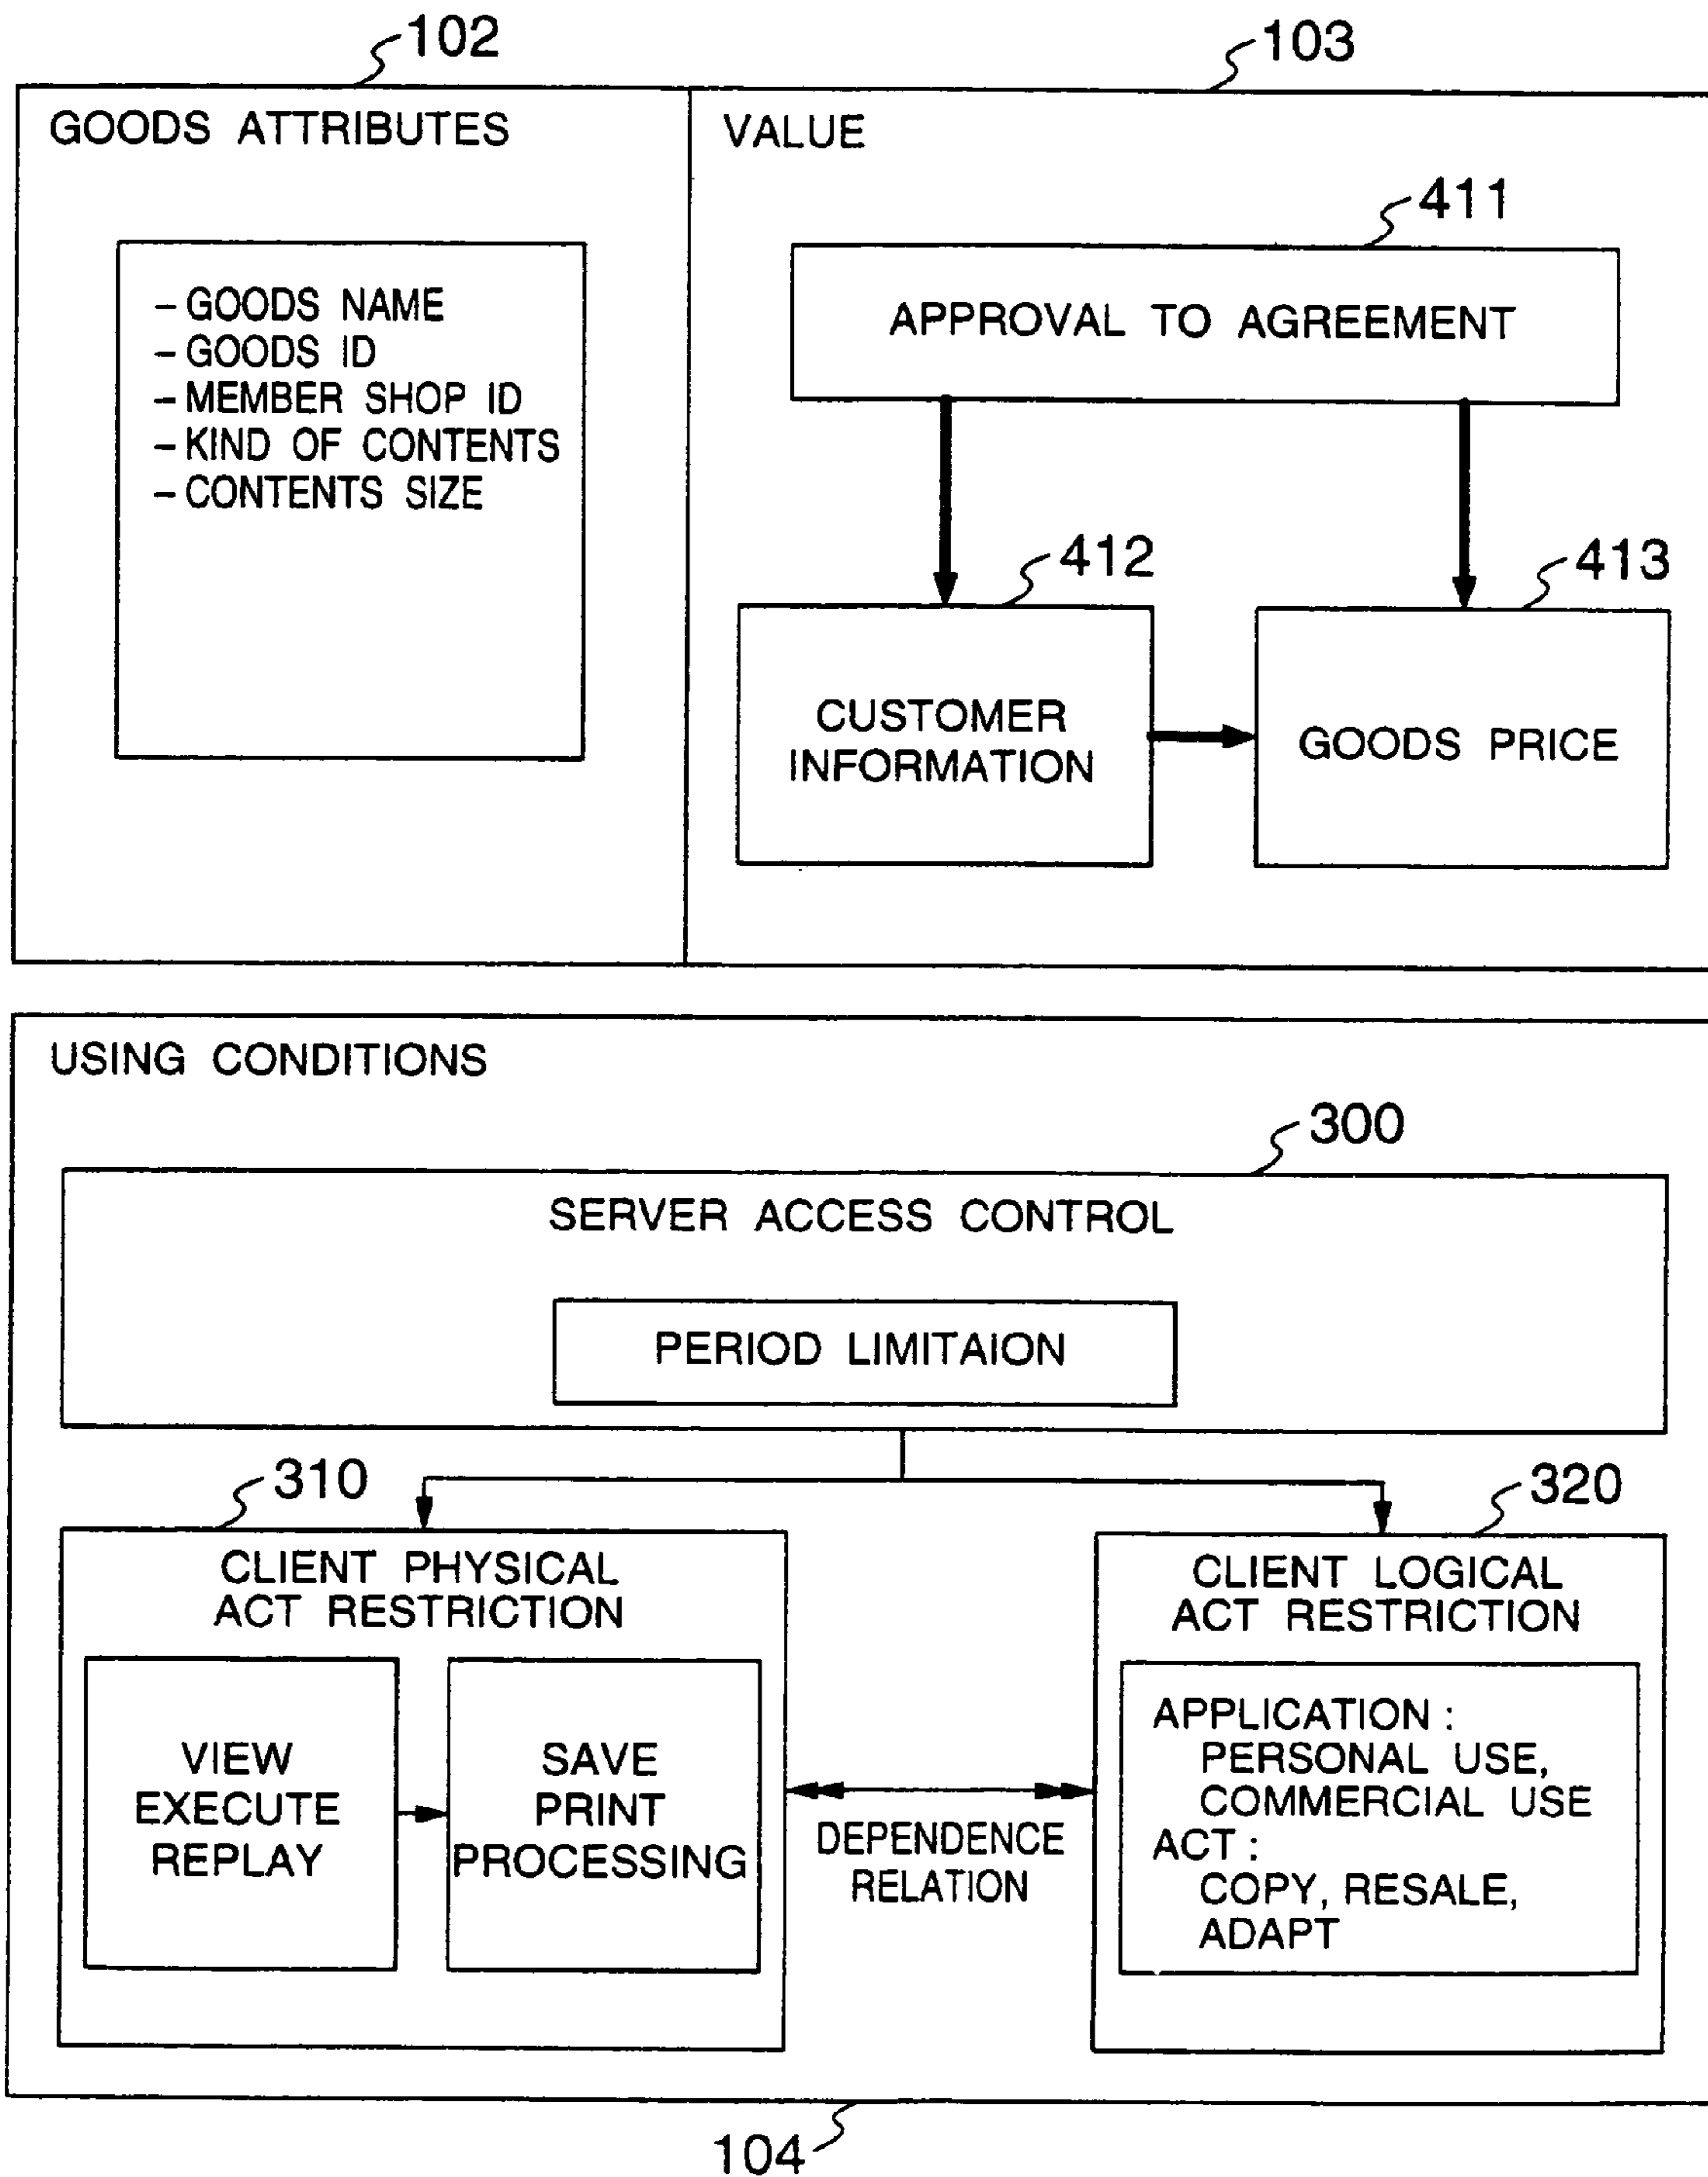 102
103
GOODS ATTRIBUTES
- GOODS NAME
- GOODS ID
- MEMBER SHOP ID
- KIND OF CONTENTS
- CONTENTS SIZE
VALUE
411
APPROVAL TO AGREEMENT
412
413
CUSTOMER
INFORMATION
GOODS PRICE
USING CONDITIONS
300
SERVER ACCESS CONTROL
PERIOD LIMITAION
310
320
CLIENT PHYSICAL
ACT RESTRICTION
VIEW
EXECUTE
REPLAY
SAVE
PRINT
PROCESSING
DEPENDENCE
RELATION
CLIENT LOGICAL
ACT RESTRICTION
APPLICATION :
PERSONAL USE,
COMMERCIAL USE
ACT :
COPY, RESALE,
ADAPT
104